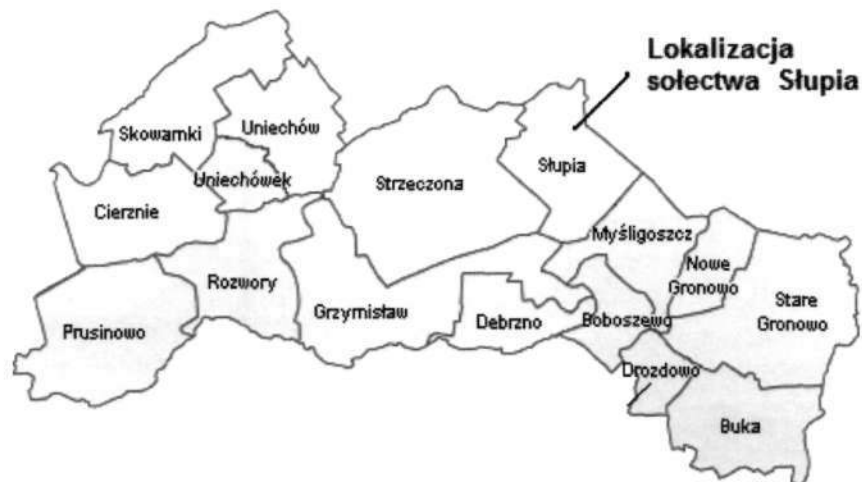 Lokalizacja
sołectwa Słupia
Skowarnki
Uniechów
Uniechówek
Cierznie
Strzeczona
Słupia
Myśligoszcz
Nowe
Gronowo
Rozwory
Grzymisław
Prusinowo
Debrzno
Boboszewo
Stare
Gronowo
Drozdowo
Buka